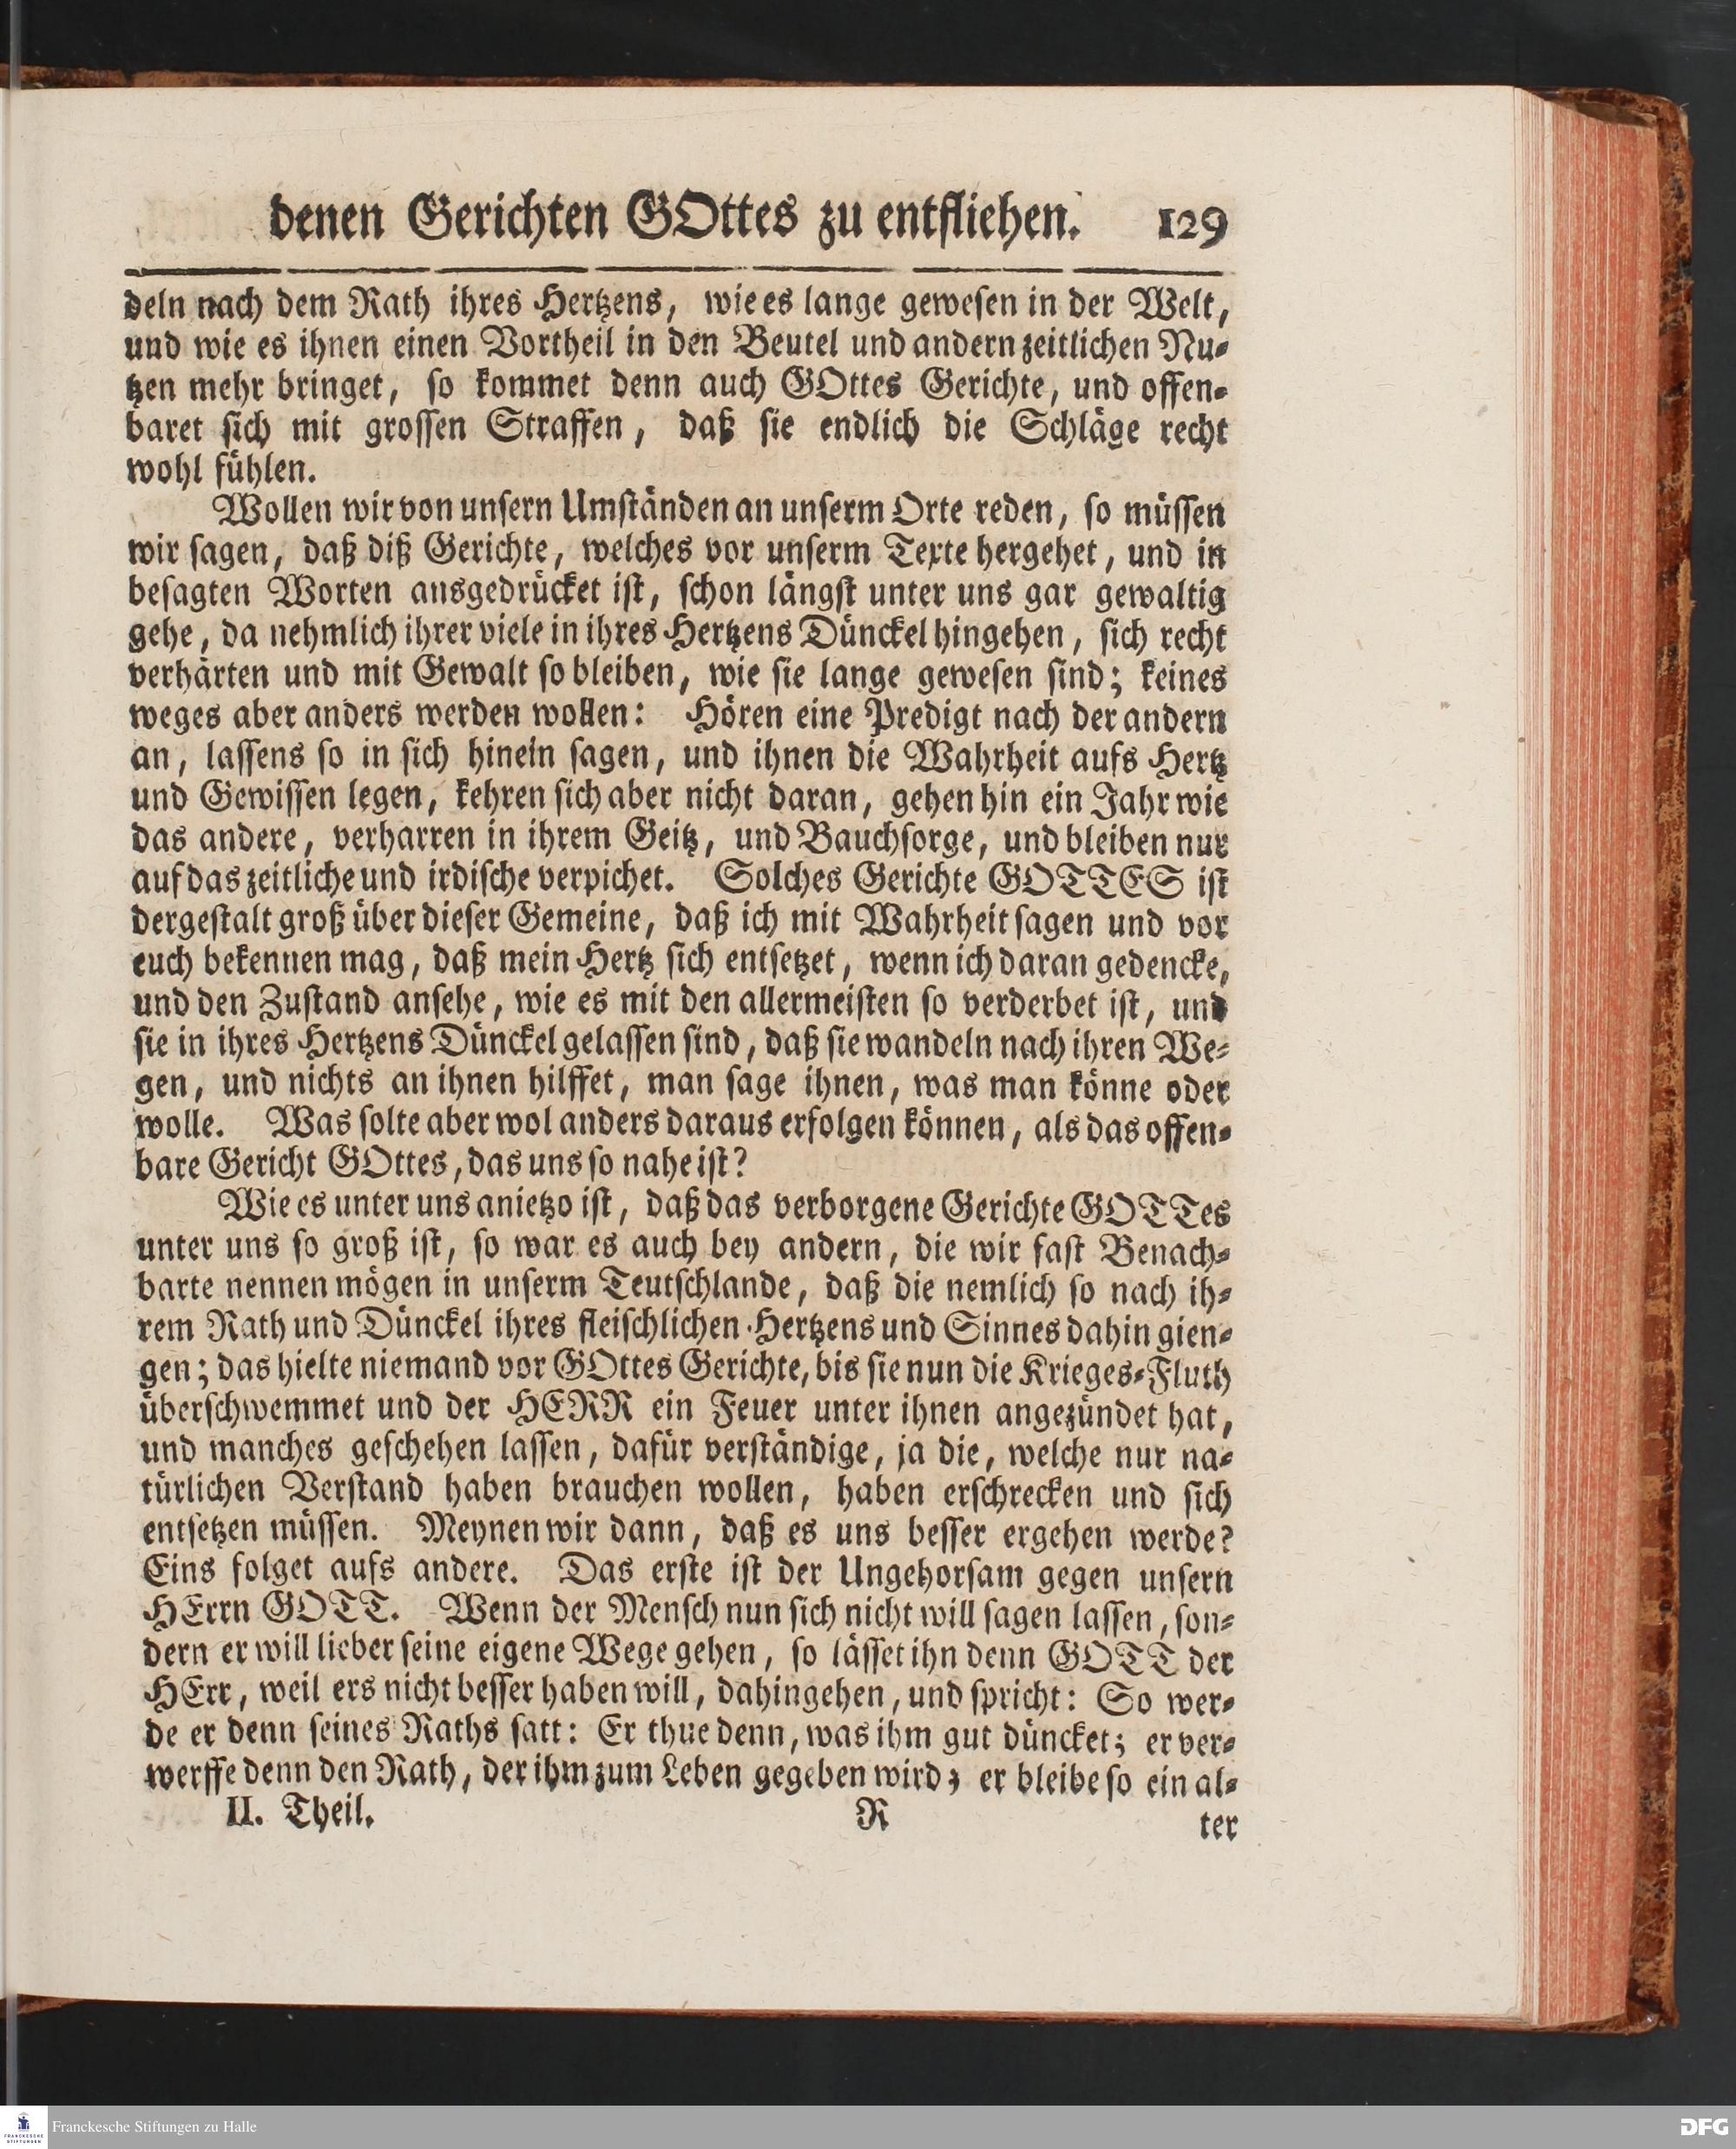 denen Gerichten GOttes zu entfliehen. 129
deln nach dem Rath ihres Hertzens, wie es lange gewesen in der Welt,
und wie es ihnen einen Vortheil in den Beutel und andern zeitlichen Nu-
tzen mehr bringet, so kommet denn auch GOttes Gerichte, und offen-
baret sich mit grossen Straffen, daß sie endlich die Schläge recht
wohl fühlen.
Wollen wir von unsern Umständen an unserm Orte reden, so müssen
wir sagen, daß diß Gerichte, welches vor unserm Texte hergehet, und in
besagten Worten ausgedrücket ist, schon längst unter uns gar gewaltig
gehe, da nehmlich ihrer viele in ihres Hertzens Dünckel hingehen, sich recht
verhärten und mit Gewalt so bleiben, wie sie lange gewesen sind; keines
weges aber anders werden wollen: Hören eine Predigt nach der andern
an, lassens so in sich hinein sagen, und ihnen die Wahrheit aufs Hertz
und Gewissen legen, kehren sich aber nicht daran, gehen hin ein Jahr wie
das andere, verharren in ihrem Geitz, und Bauchsorge, und bleiben nur
auf das zeitliche und irdische verpichet. Solches Gerichte GOTTES ist
dergestalt groß über dieser Gemeine, daß ich mit Wahrheit sagen und vor
euch bekennen mag, daß mein Hertz sich entsetzet, wenn ich daran gedencke,
und den Zustand ansehe, wie es mit den allermeisten so verderbet ist, und
sie in ihres Hertzens Dünckel gelassen sind, daß sie wandeln nach ihren We-
gen, und nichts an ihnen hilffet, man sage ihnen, was man könne oder
wolle. Was solte aber wol anders daraus erfolgen können, als das offen-
bare Gericht GOttes, das uns so nahe ist?
Wie es unter uns anietzo ist, daß das verborgene Gerichte GOTTes
unter uns so groß ist, so war es auch bey andern, die wir fast Benach-
barte nennen mögen in unserm Teutschlande, daß die nemlich so nach ih-
rem Rath und Dünckel ihres fleischlichen Hertzens und Sinnes dahin gien-
gen; das hielte niemand vor GOttes Gerichte, bis sie nun die Krieges-Fluth
überschwemmet und der HERR ein Feuer unter ihnen angezündet hat,
und manches geschehen lassen, dafür verständige, ja die, welche nur na-
türlichen Verstand haben brauchen wollen, haben erschrecken und sich
entsetzen müssen. Meynen wir dann, daß es uns besser ergehen werde?
Eins folget aufs andere. Das erste ist der Ungehorsam gegen unsern
HErrn GOTT. Wenn der Mensch nun sich nicht will sagen lassen, son-
dern er will lieber seine eigene Wege gehen, so lässet ihn denn GOTT der
HErr, weil ers nicht besser haben will, dahingehen, und spricht: So wer-
de er denn seines Raths satt: Er thue denn, was ihm gut düncket; er ver-
werffe denn den Rath, der ihm zum Leben gegeben wird; er bleibe so ein al-
II. Theil. R ter
Franckesche Stiftungen zu Halle
FRANCKESCHE STIFTUNGEN
DFG